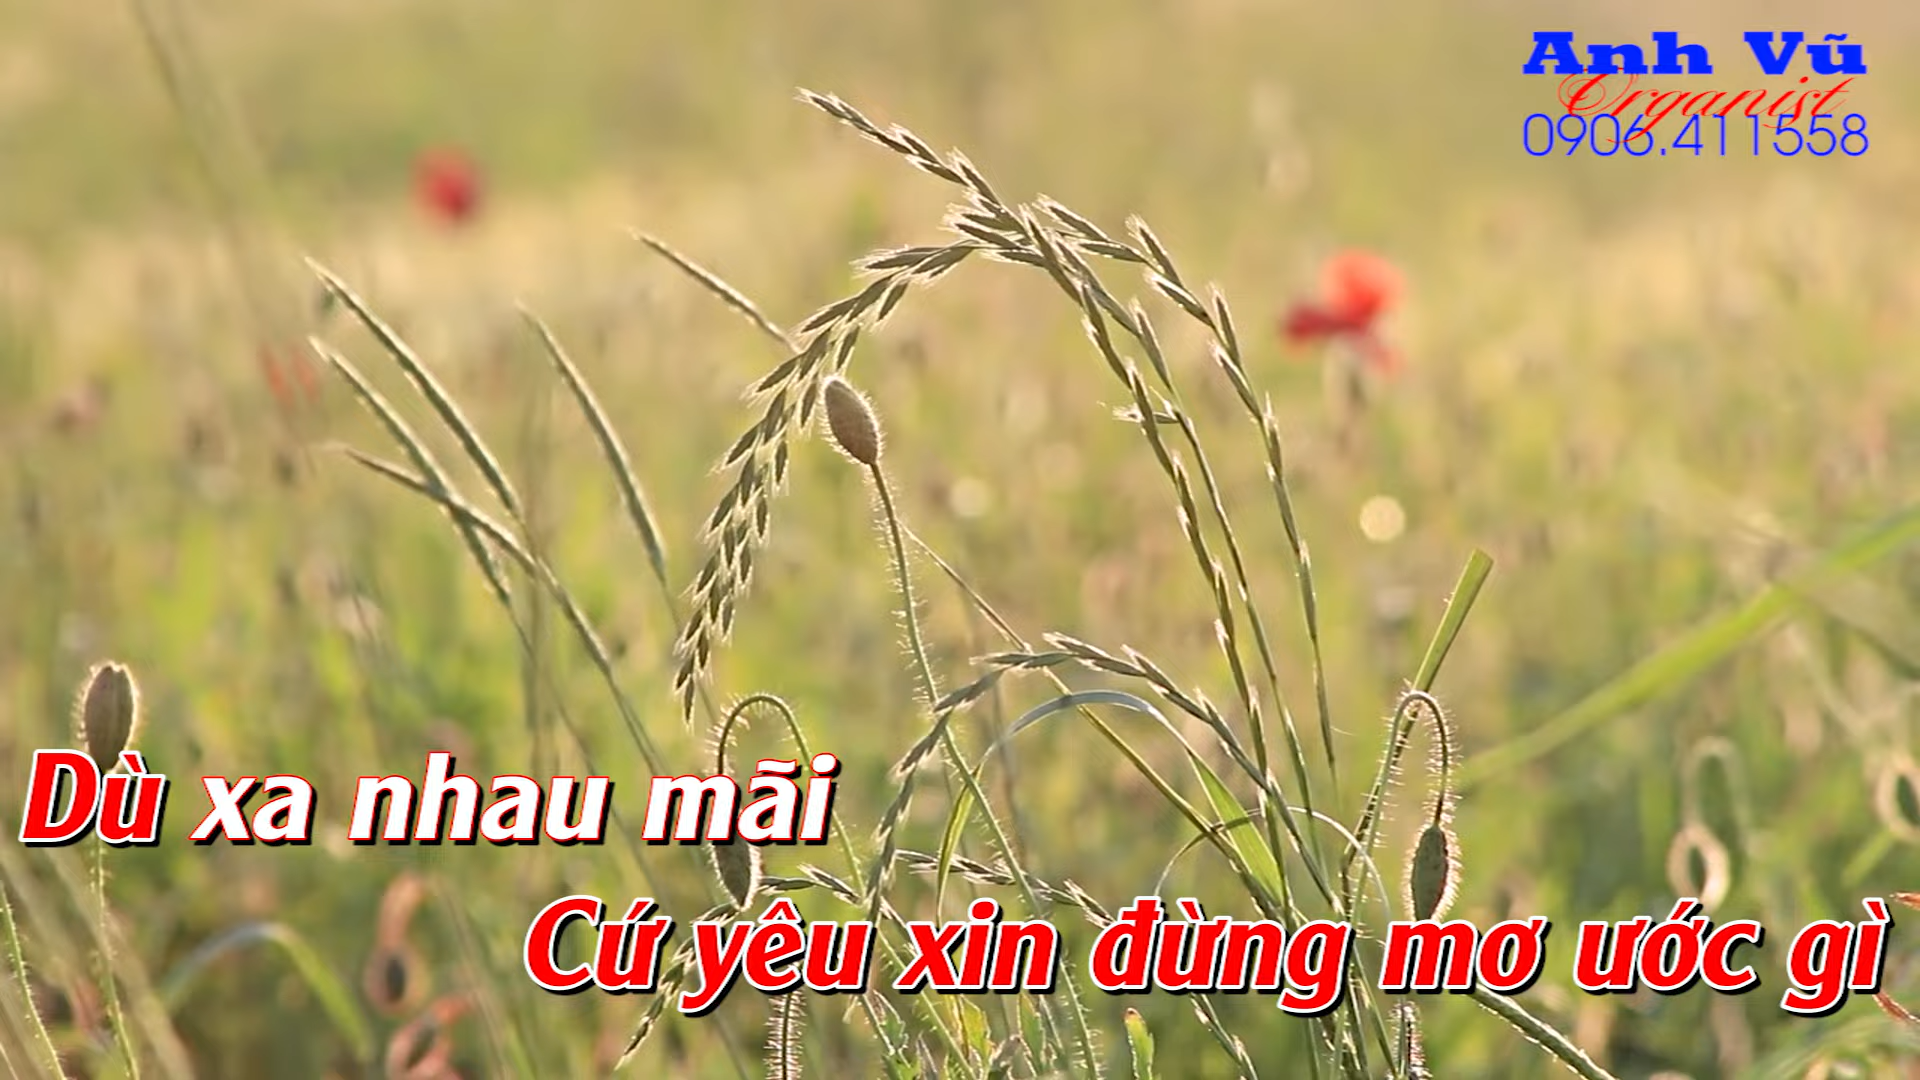 Anh Vũ
Organist
0906.411558
Dù xa nhau mãi
Cứ yêu xin đừng mơ ước gì